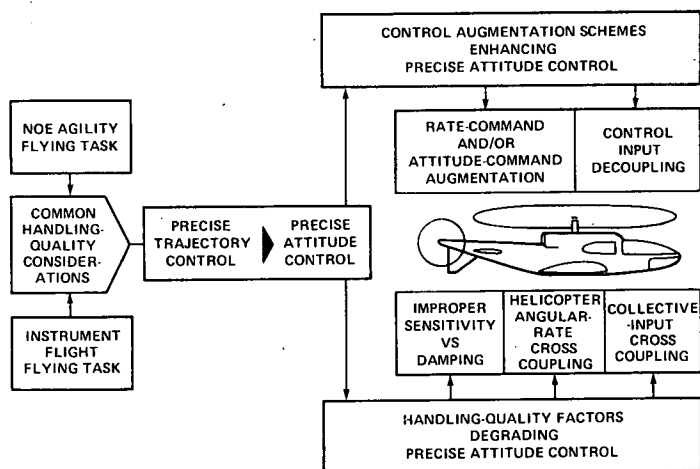 CONTROL AUGMENTATION SCHEMES
ENHANCING
PRECISE ATTITUDE CONTROL
RATE-COMMAND
AND/OR
ATTITUDE-COMMAND
AUGMENTATION
CONTROL
INPUT
DECOUPLING
NOE AGILITY
FLYING TASK
COMMON
HANDLING-
QUALITY
CONSIDER-
ATIONS
INSTRUMENT
FLIGHT
FLYING TASK
PRECISE
TRAJECTORY
CONTROL
PRECISE
ATTITUDE
CONTROL
IMPROPER
SENSITIVITY
VS
DAMPING
HELICOPTER
ANGULAR-
RATE
CROSS
COUPLING
COLLECTIVE
-INPUT
CROSS
COUPLING
HANDLING-QUALITY FACTORS
DEGRADING
PRECISE ATTITUDE CONTROL